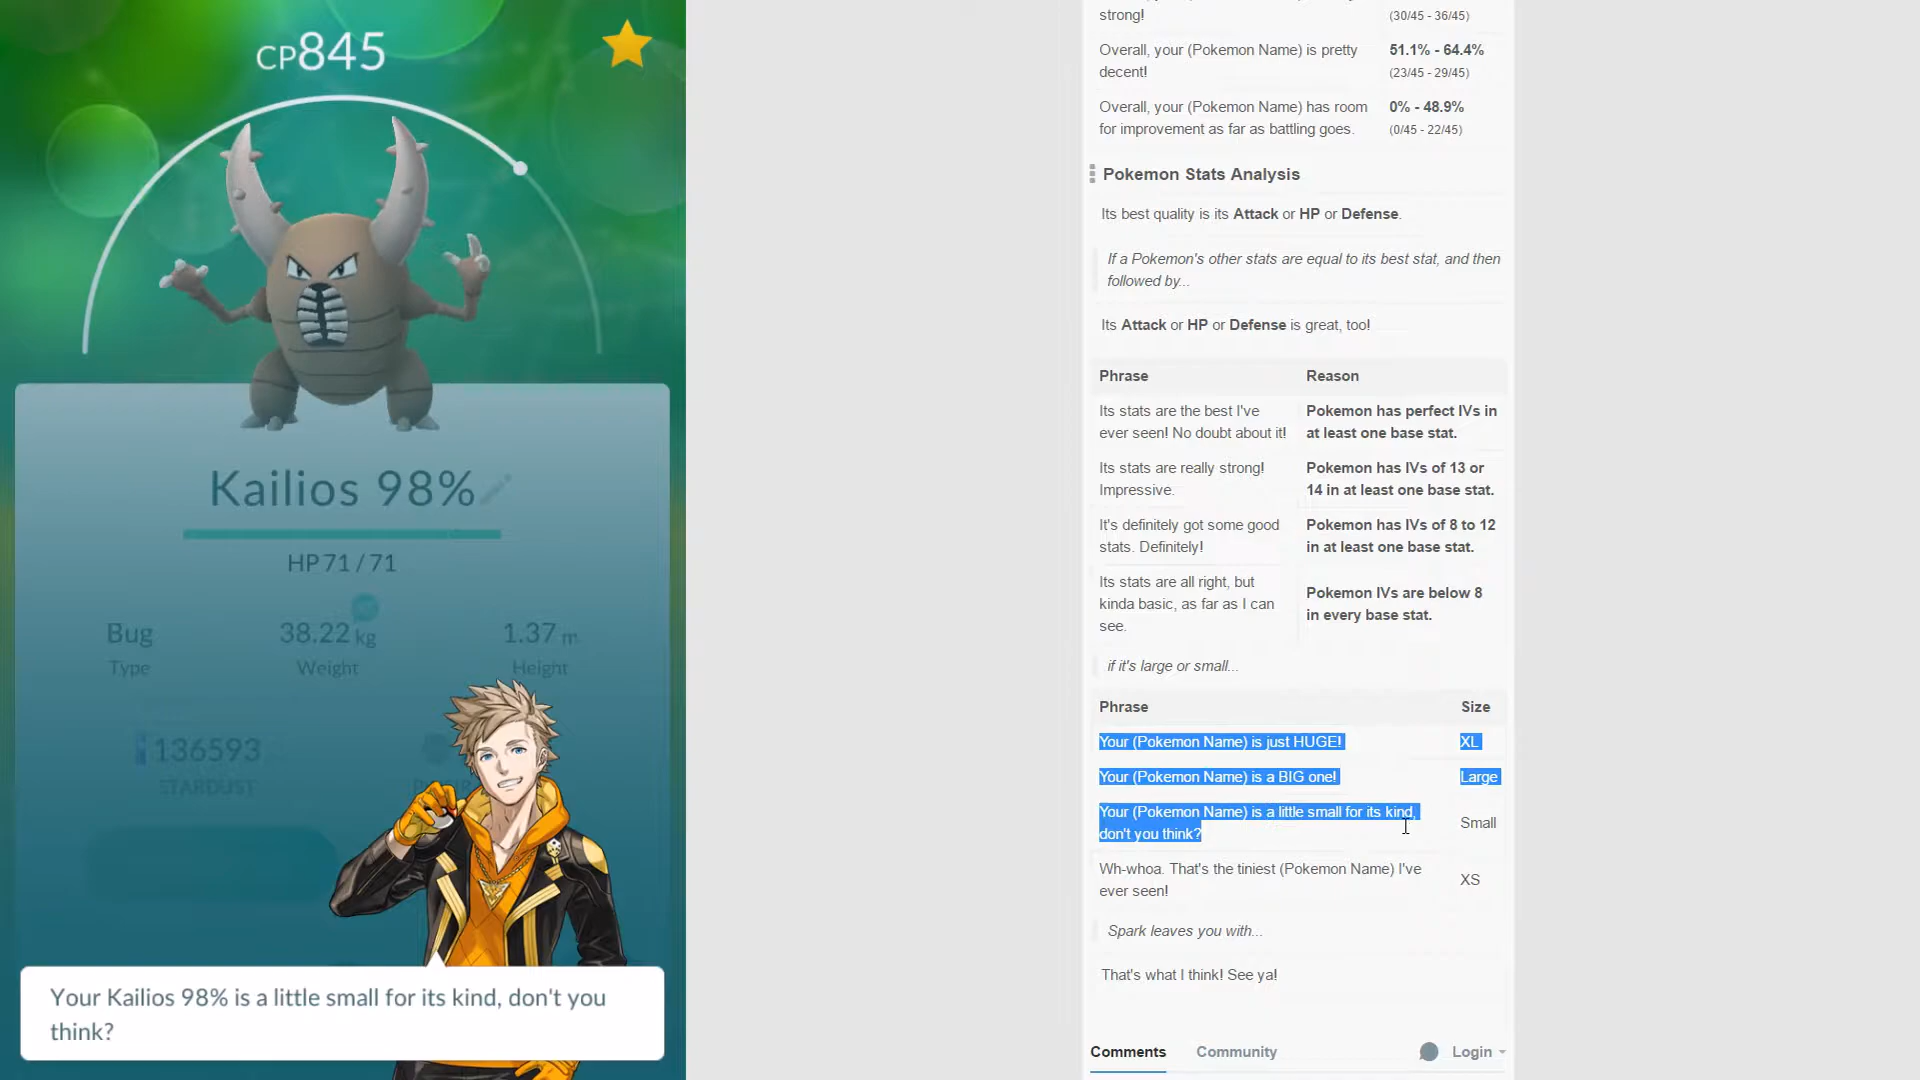 CP845
Kailios 98%
HP 71 / 71
Bug
Type
38.22 kg
Weight
1.37 m
Height
136593
STARDUST
Your Kailios 98% is a little small for its kind, don't you
think?
strong!
(30/45 - 36/45)
Overall, your (Pokemon Name) is pretty
decent!
51.1% - 64.4%
(23/45 - 29/45)
Overall, your (Pokemon Name) has room
for improvement as far as battling goes.
0% - 48.9%
(0/45 - 22/45)
Pokemon Stats Analysis
Its best quality is its Attack or HP or Defense.
If a Pokemon's other stats are equal to its best stat, and then
followed by...
Its Attack or HP or Defense is great, too!
Phrase
Reason
Its stats are the best I've
ever seen! No doubt about it!
Pokemon has perfect IVs in
at least one base stat.
Its stats are really strong!
Impressive.
Pokemon has IVs of 13 or
14 in at least one base stat.
It's definitely got some good
stats. Definitely!
Pokemon has IVs of 8 to 12
in at least one base stat.
Its stats are all right, but
kinda basic, as far as I can
see.
Pokemon IVs are below 8
in every base stat.
if it's large or small...
Phrase
Size
Your (Pokemon Name) is just HUGE!
XL
Your (Pokemon Name) is a BIG one!
Large
Your (Pokemon Name) is a little small for its kind,
don't you think?
Small
Wh-whoa. That's the tiniest (Pokemon Name) I've
ever seen!
XS
Spark leaves you with...
That's what I think! See ya!
Comments
Community
Login